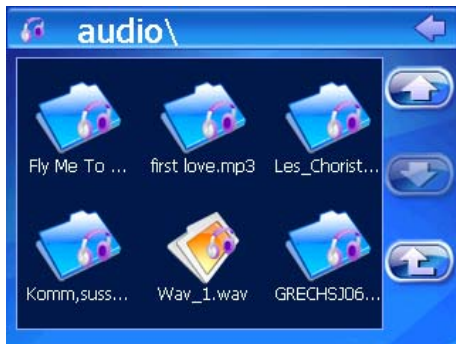 audio\
Fly Me To ... first love.mp3 Les_Chorist...
Komm,suss... Wav_1.wav GRECHSJ06...